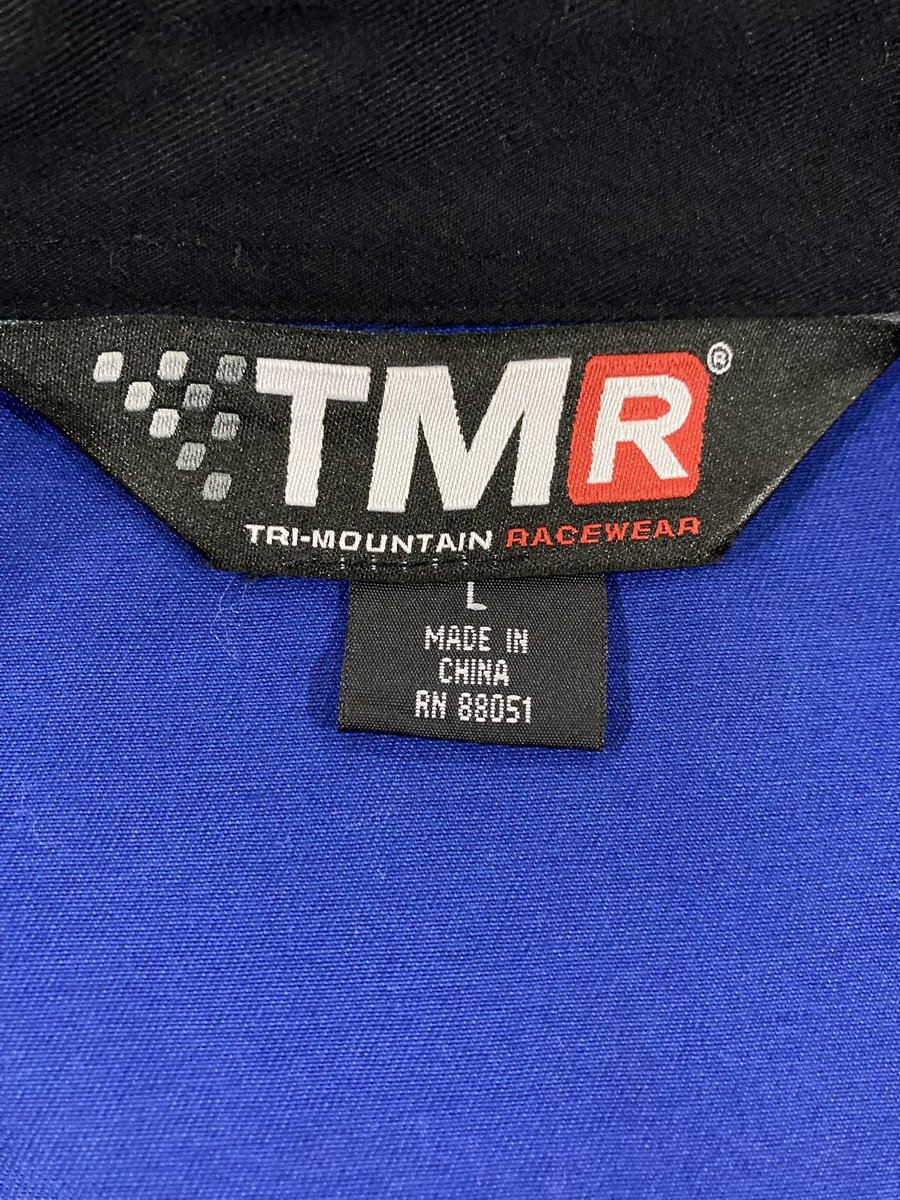 TMR®
TRI-MOUNTAIN RACEWEAR
L
MADE IN
CHINA
RN 88051